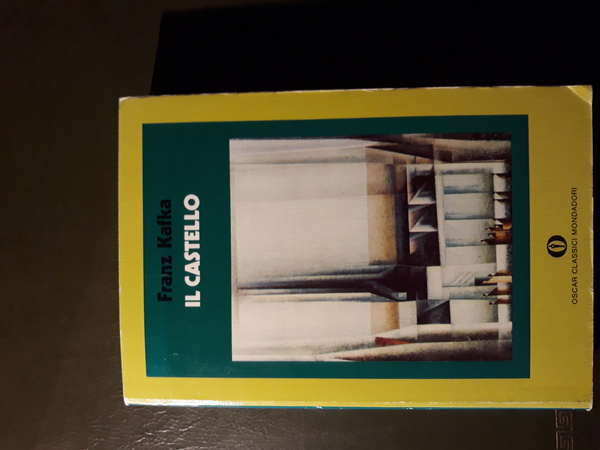 Franz Kafka
IL CASTELLO
OSCAR CLASSICI MONDADORI